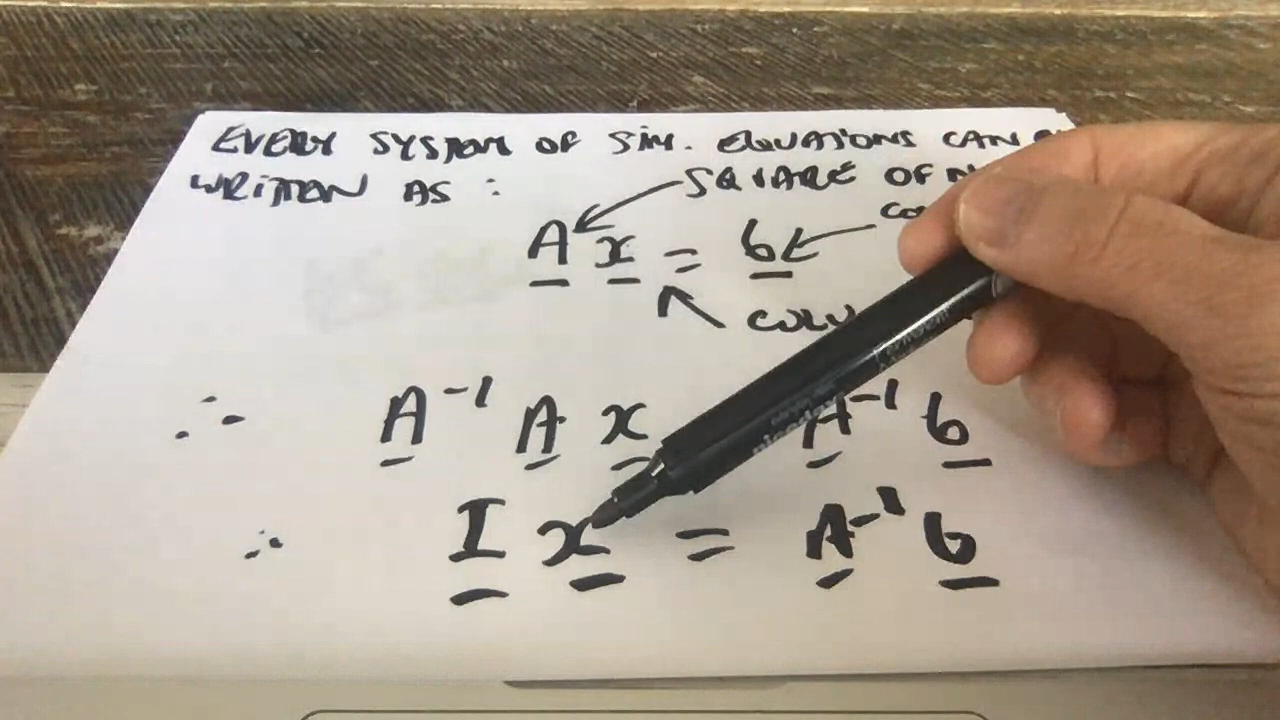 EVERY SYSTEM OF SIM. EQUATIONS CAN
WRITTEN AS :
SQUARE OF
A x = b
∴ A⁻¹ A x A⁻¹ b
∴ I x = A⁻¹ b